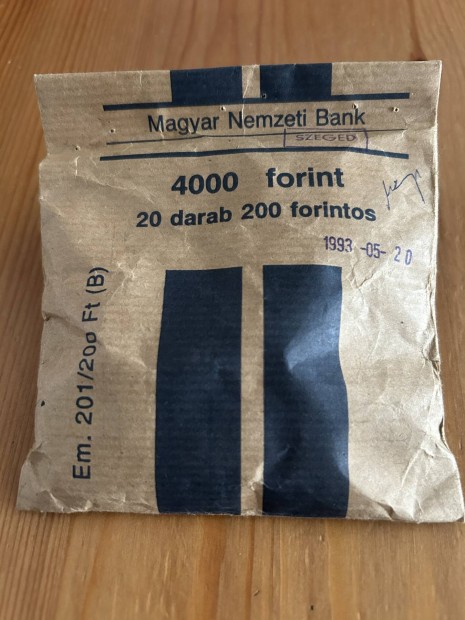 Magyar Nemzeti Bank
SZEGED
4000 forint
20 darab 200 forintos
1993 -05- 20
Em. 201/200 Ft (B)